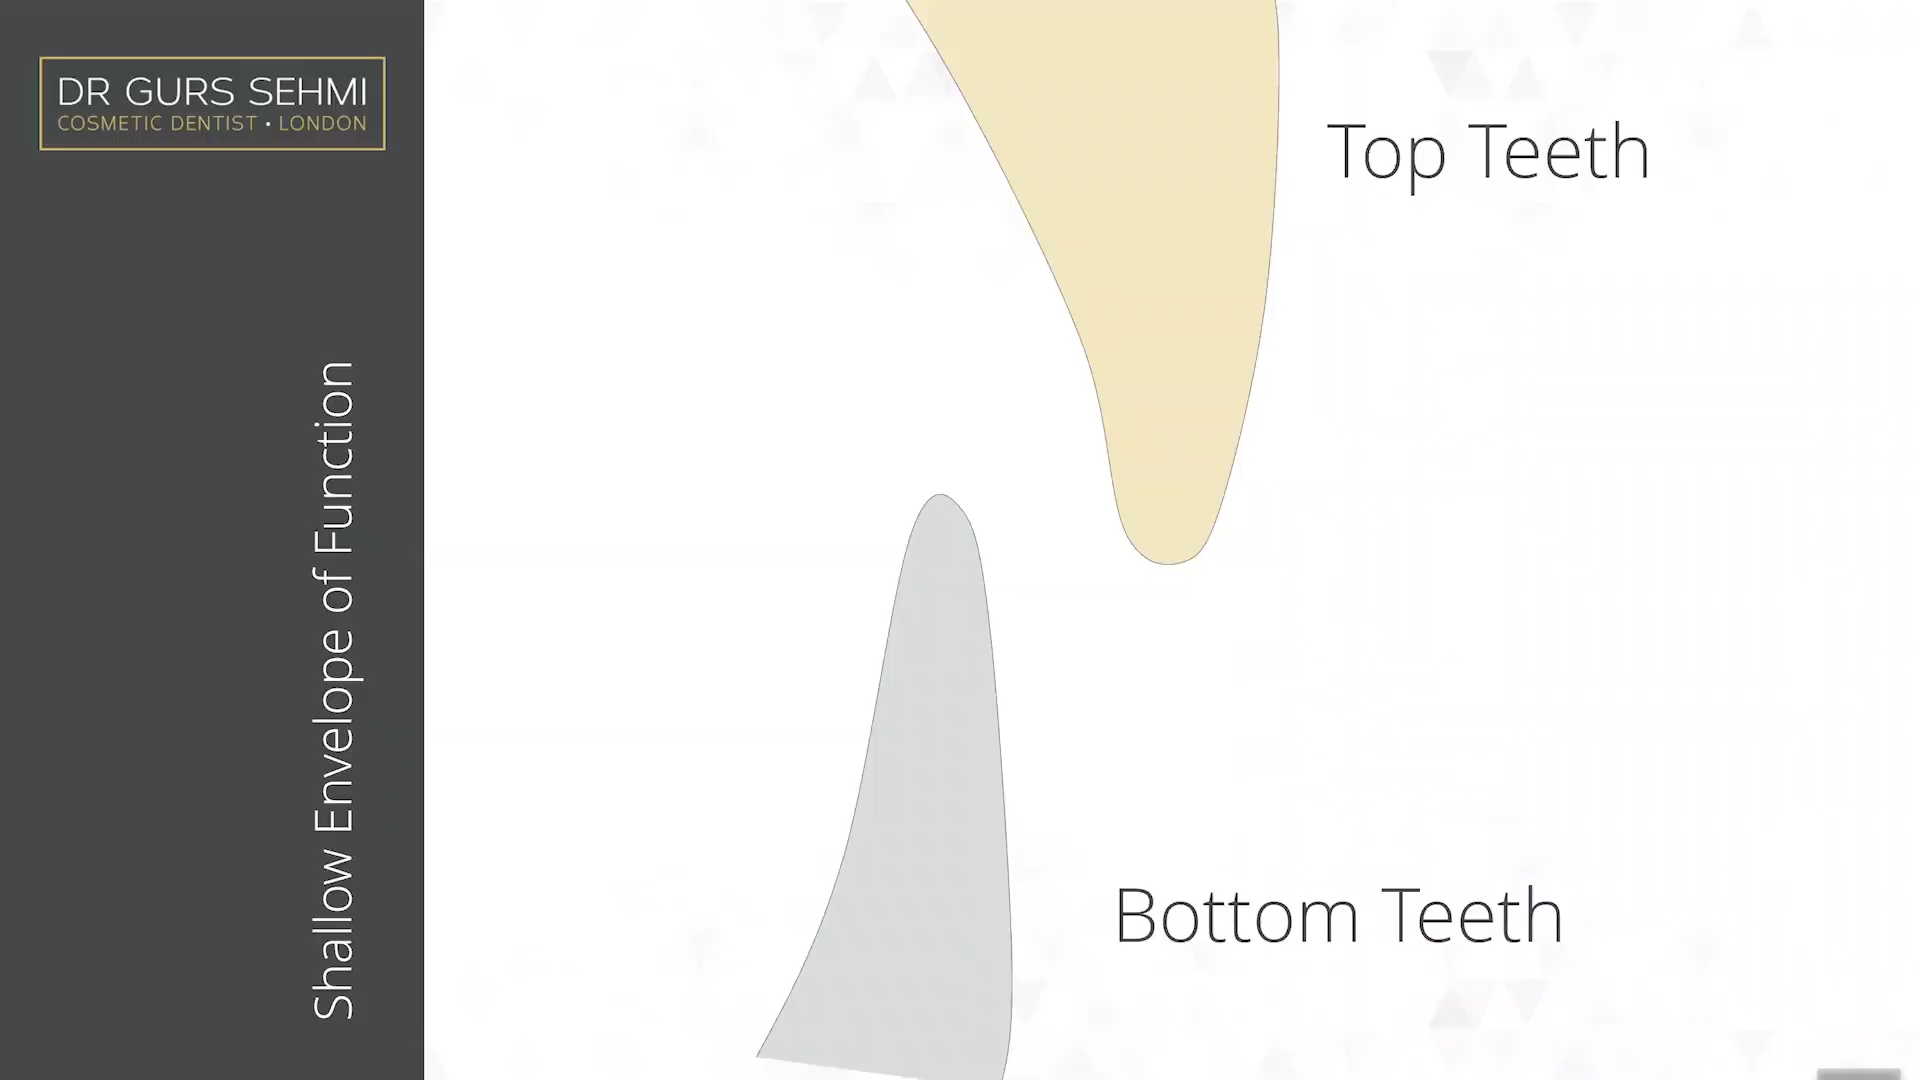 DR GURS SEHMI
COSMETIC DENTIST • LONDON
Shallow Envelope of Function
Top Teeth
Bottom Teeth